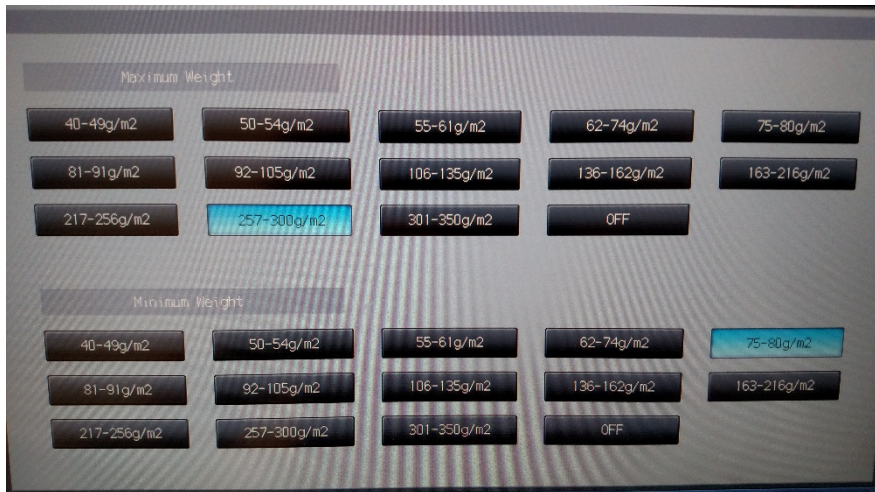 Maximum Weight
40-49g/m2 50-54g/m2 55-61g/m2 62-74g/m2 75-80g/m2
81-91g/m2 92-105g/m2 106-135g/m2 136-162g/m2 163-216g/m2
217-256g/m2 257-300g/m2 301-350g/m2 OFF
Minimum Weight
40-49g/m2 50-54g/m2 55-61g/m2 62-74g/m2 75-80g/m2
81-91g/m2 92-105g/m2 106-135g/m2 136-162g/m2 163-216g/m2
217-256g/m2 257-300g/m2 301-350g/m2 OFF